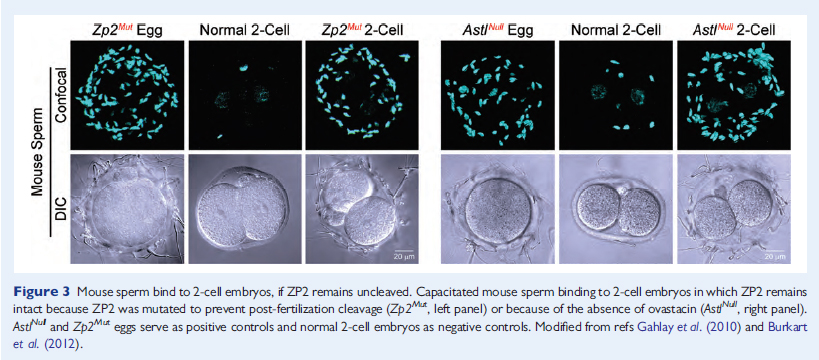 Zp2Mut Egg Normal 2-Cell Zp2Mut 2-Cell AstlNull Egg Normal 2-Cell AstlNull 2-Cell
Mouse Sperm
Confocal
DIC
20 μm
20 μm
Figure 3 Mouse sperm bind to 2-cell embryos, if ZP2 remains uncleaved. Capacitated mouse sperm binding to 2-cell embryos in which ZP2 remains
intact because ZP2 was mutated to prevent post-fertilization cleavage (Zp2Mut, left panel) or because of the absence of ovastacin (AstlNull, right panel).
AstlNull and Zp2Mut eggs serve as positive controls and normal 2-cell embryos as negative controls. Modified from refs Gahlay et al. (2010) and Burkart
et al. (2012).